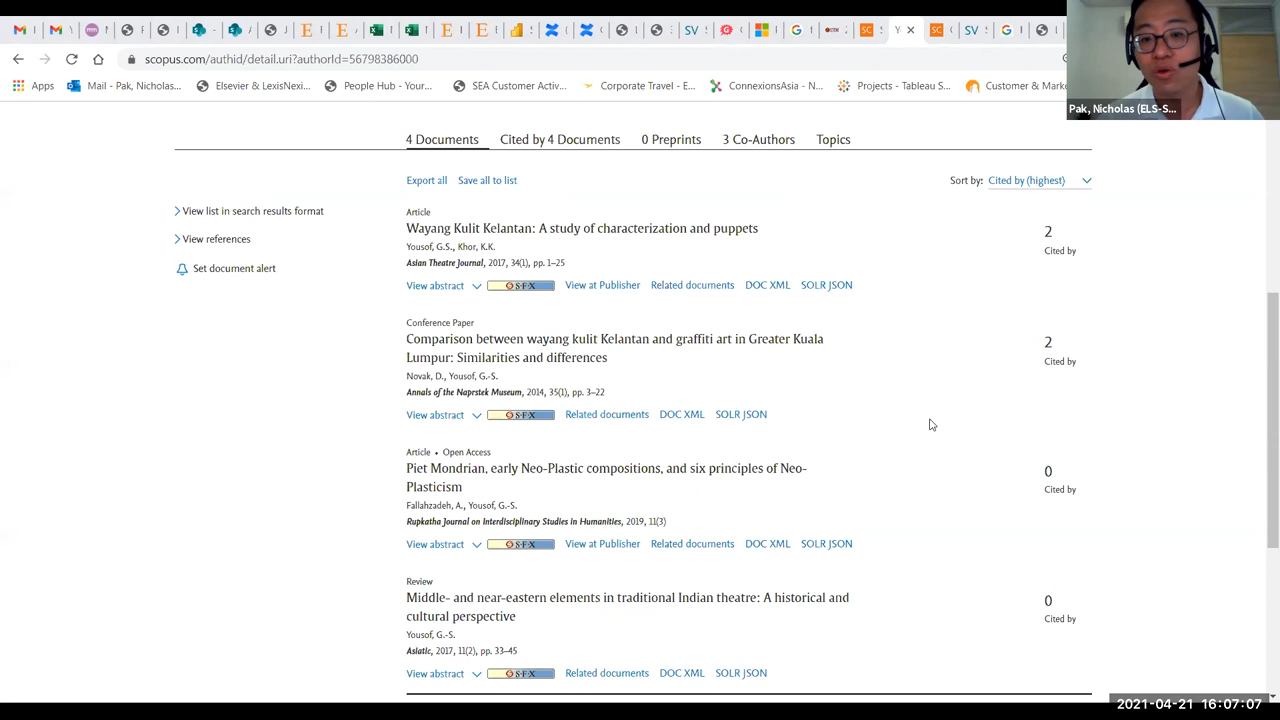 scopus.com/authid/detail.uri?authorId=56798386000
Apps
Mail - Pak, Nicholas...
Elsevier & LexisNexi...
People Hub - Your...
SEA Customer Activ...
Corporate Travel - E...
ConnexionsAsia - N...
Projects - Tableau S...
Customer & Marke
Pak, Nicholas (ELS-S...
4 Documents
Cited by 4 Documents
0 Preprints
3 Co-Authors
Topics
Export all
Save all to list
Sort by: Cited by (highest)
View list in search results format
View references
Set document alert
Article
Wayang Kulit Kelantan: A study of characterization and puppets
Yousof, G.S., Khor, K.K.
Asian Theatre Journal, 2017, 34(1), pp. 1–25
2
Cited by
View abstract
S·F·X
View at Publisher
Related documents
DOC XML
SOLR JSON
Conference Paper
Comparison between wayang kulit Kelantan and graffiti art in Greater Kuala
Lumpur: Similarities and differences
Novak, D., Yousof, G.-S.
Annals of the Naprstek Museum, 2014, 35(1), pp. 3–22
2
Cited by
View abstract
S·F·X
Related documents
DOC XML
SOLR JSON
Article • Open Access
Piet Mondrian, early Neo-Plastic compositions, and six principles of Neo-
Plasticism
Fallahzadeh, A., Yousof, G.-S.
Rupkatha Journal on Interdisciplinary Studies in Humanities, 2019, 11(3)
0
Cited by
View abstract
S·F·X
View at Publisher
Related documents
DOC XML
SOLR JSON
Review
Middle- and near-eastern elements in traditional Indian theatre: A historical and
cultural perspective
Yousof, G.-S.
Asiatic, 2017, 11(2), pp. 33–45
0
Cited by
View abstract
S·F·X
Related documents
DOC XML
SOLR JSON
2021-04-21 16:07:07